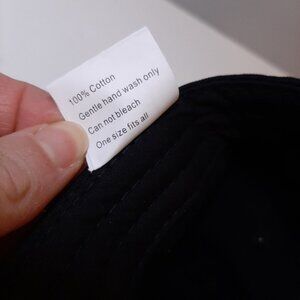 100% Cotton
Gentle hand wash only
Can not bleach
One size fits all